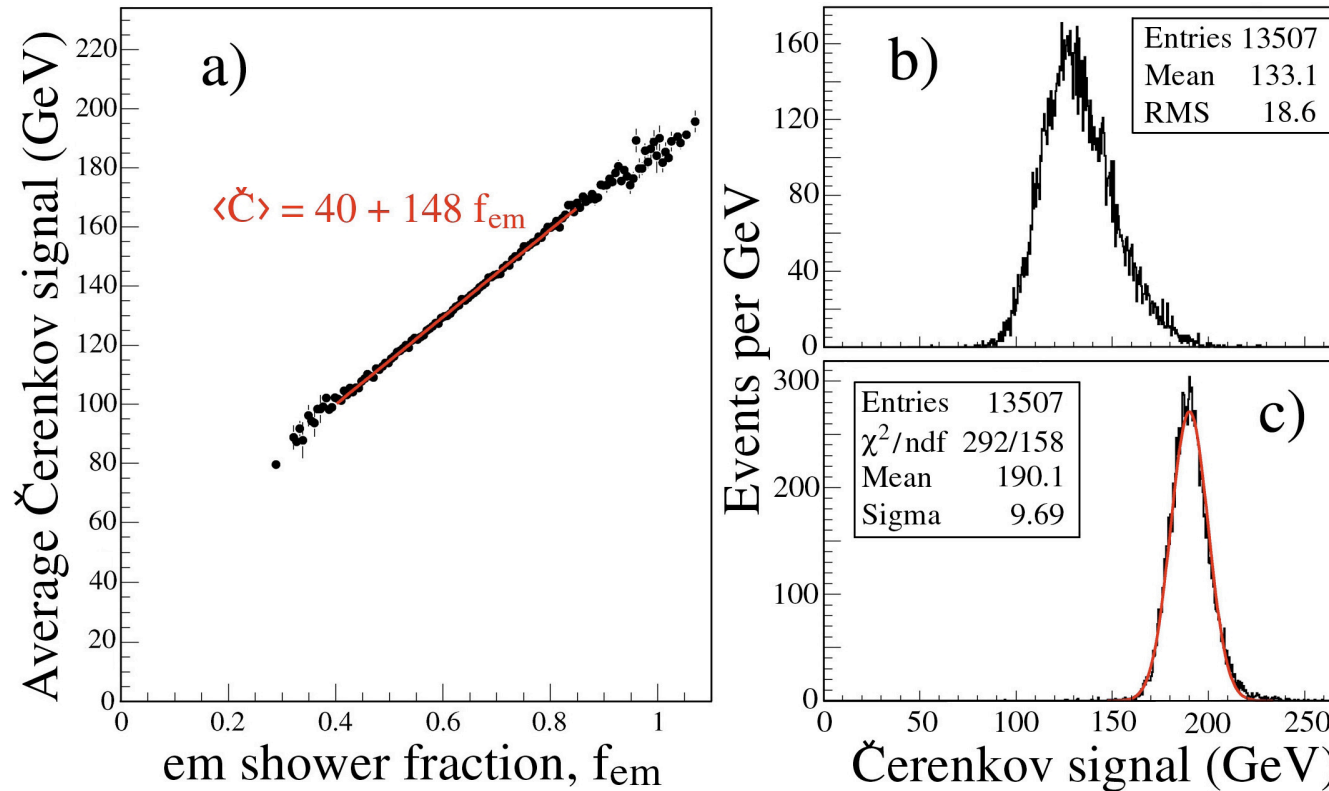 a)
⟨Č⟩ = 40 + 148 f_em
Average Čerenkov signal (GeV)
220
200
180
160
140
120
100
80
60
40
20
0
0 0.2 0.4 0.6 0.8 1
em shower fraction, f_em
b)
Entries 13507
Mean 133.1
RMS 18.6
160
120
80
40
0
Events per GeV
c)
Entries 13507
χ²/ndf 292/158
Mean 190.1
Sigma 9.69
300
200
100
0
0 50 100 150 200 250
Čerenkov signal (GeV)